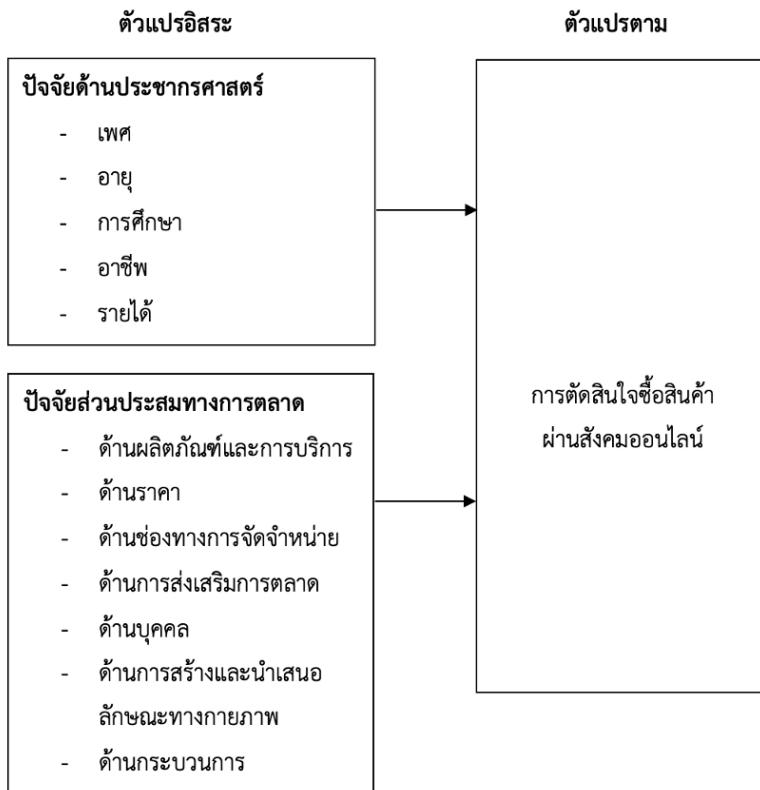 ตัวแปรอิสระ
ตัวแปรตาม
ปัจจัยด้านประชากรศาสตร์
- เพศ
- อายุ
- การศึกษา
- อาชีพ
- รายได้
ปัจจัยส่วนประสมทางการตลาด
- ด้านผลิตภัณฑ์และการบริการ
- ด้านราคา
- ด้านช่องทางการจัดจำหน่าย
- ด้านการส่งเสริมการตลาด
- ด้านบุคคล
- ด้านการสร้างและนำเสนอ
ลักษณะทางกายภาพ
- ด้านกระบวนการ
การตัดสินใจซื้อสินค้า
ผ่านสังคมออนไลน์